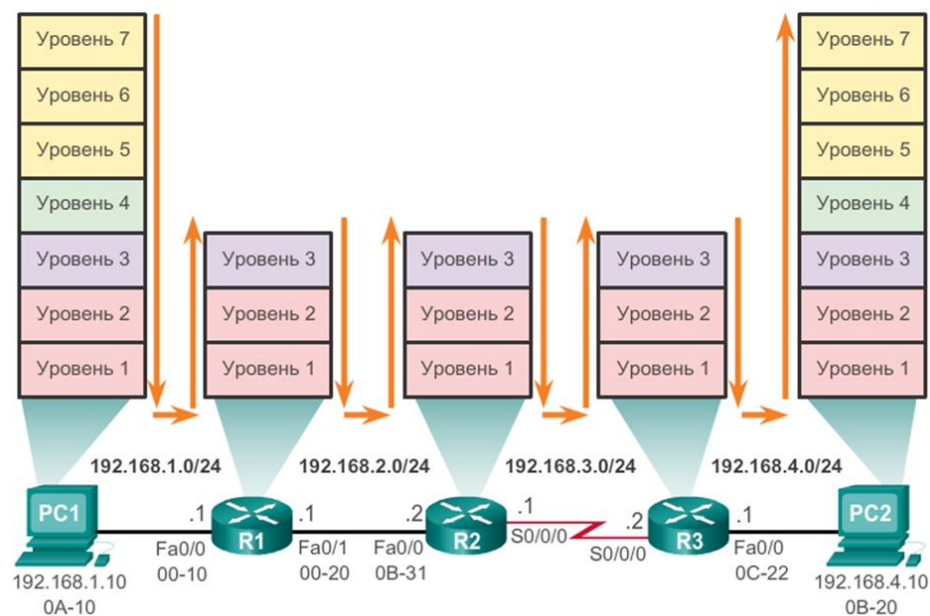 Уровень 7
Уровень 6
Уровень 5
Уровень 4
Уровень 3
Уровень 2
Уровень 1
Уровень 3
Уровень 2
Уровень 1
Уровень 3
Уровень 2
Уровень 1
Уровень 3
Уровень 2
Уровень 1
Уровень 7
Уровень 6
Уровень 5
Уровень 4
Уровень 3
Уровень 2
Уровень 1
192.168.1.0/24
192.168.2.0/24
192.168.3.0/24
192.168.4.0/24
PC1
192.168.1.10
0A-10
.1
Fa0/0
00-10
R1
.1
Fa0/1
00-20
.2
Fa0/0
0B-31
R2
.1
S0/0/0
.2
S0/0/0
R3
.1
Fa0/0
0C-22
PC2
192.168.4.10
0B-20